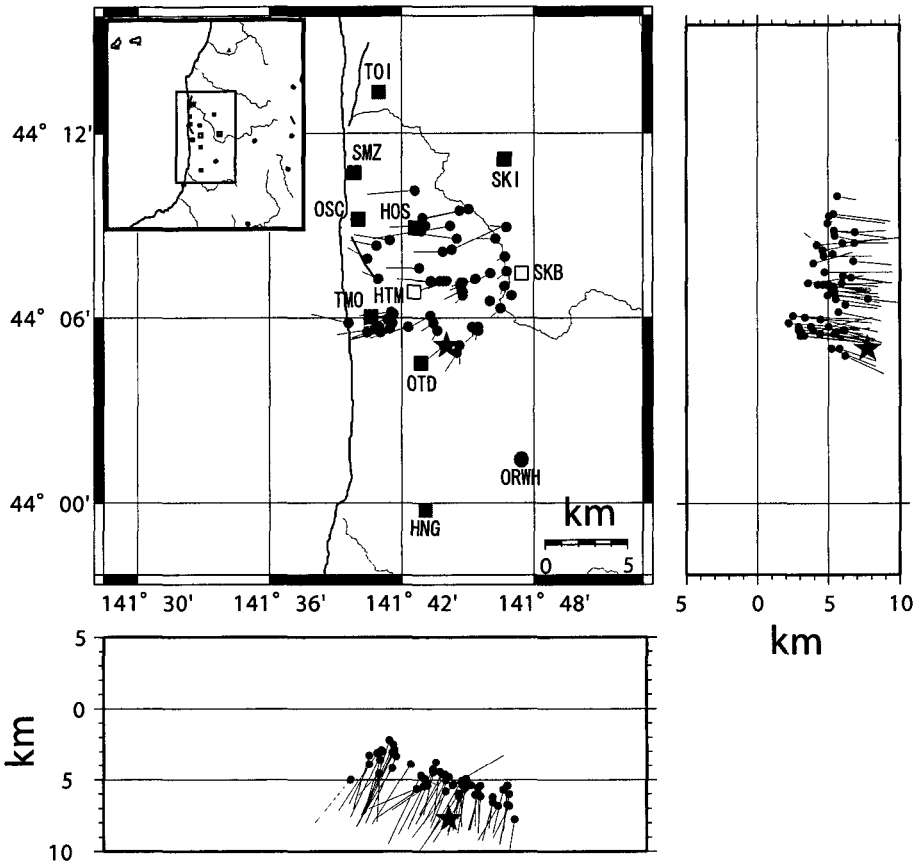 TOI
44° 12'
SMZ
SKI
OSC
HOS
SKB
HTM
TMO
44° 06'
OTD
ORWH
44° 00'
HNG
km
0 5
141° 30' 141° 36' 141° 42' 141° 48'
5 0 5 10
km
5
0
5
10
km